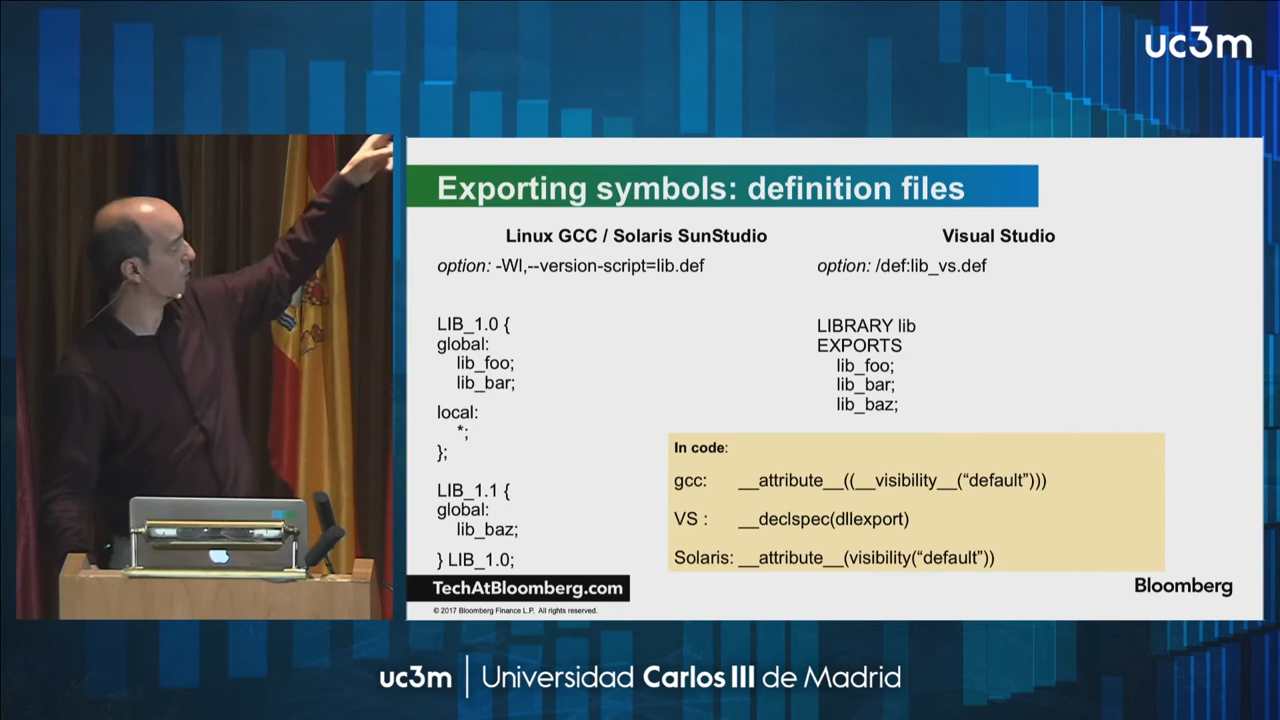 uc3m
Exporting symbols: definition files
Linux GCC / Solaris SunStudio
option: -Wl,--version-script=lib.def
LIB_1.0 {
global:
lib_foo;
lib_bar;
local:
*;
};
LIB_1.1 {
global:
lib_baz;
} LIB_1.0;
Visual Studio
option: /def:lib_vs.def
LIBRARY lib
EXPORTS
lib_foo;
lib_bar;
lib_baz;
In code:
gcc: __attribute__((__visibility__(“default”)))
VS : __declspec(dllexport)
Solaris: __attribute__(visibility(“default”))
TechAtBloomberg.com
© 2017 Bloomberg Finance L.P. All rights reserved.
Bloomberg
uc3m | Universidad Carlos III de Madrid